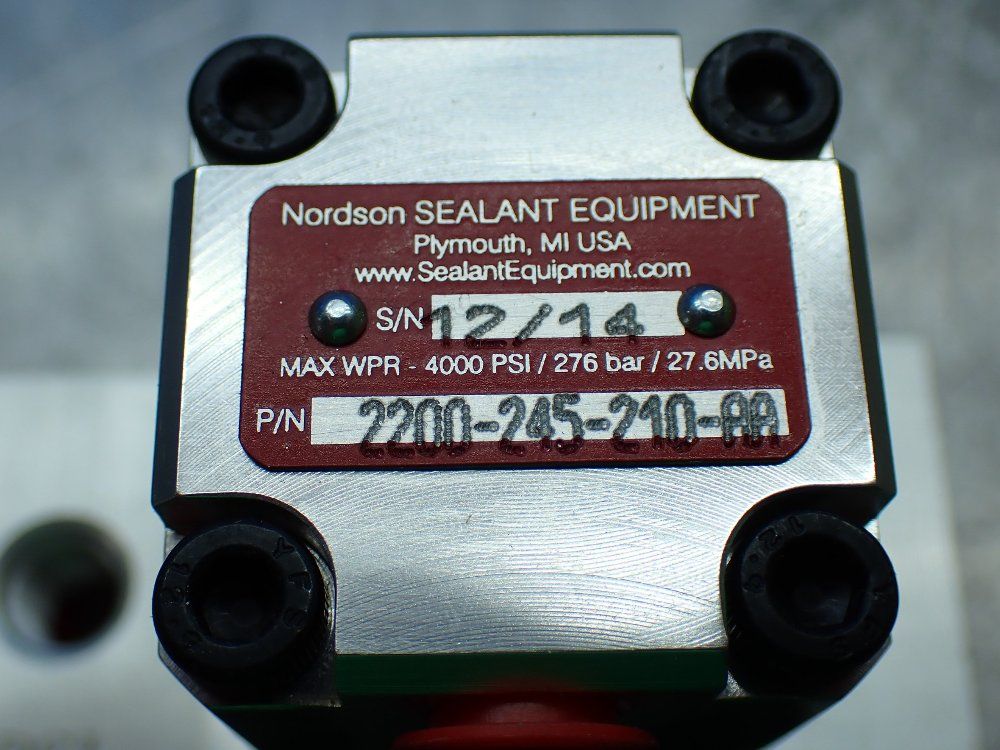 Nordson SEALANT EQUIPMENT
Plymouth, MI USA
www.SealantEquipment.com
S/N 12/14
MAX WPR - 4000 PSI / 276 bar / 27.6MPa
P/N 2200-245-210-AA